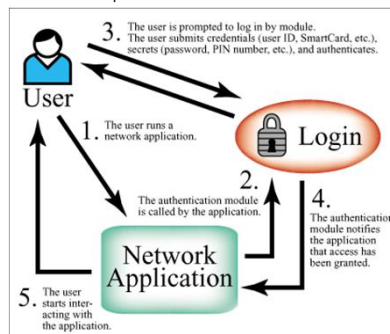 3. The user is prompted to log in by module.
The user submits credentials (user ID, SmartCard, etc.),
secrets (password, PIN number, etc.), and authenticates.
User
1. The user runs a
network application.
Login
2.
The authentication module
is called by the application.
4.
The authentication
module notifies
the application
that access has
been granted.
Network
Application
5. The user
starts inter-
acting with
the application.